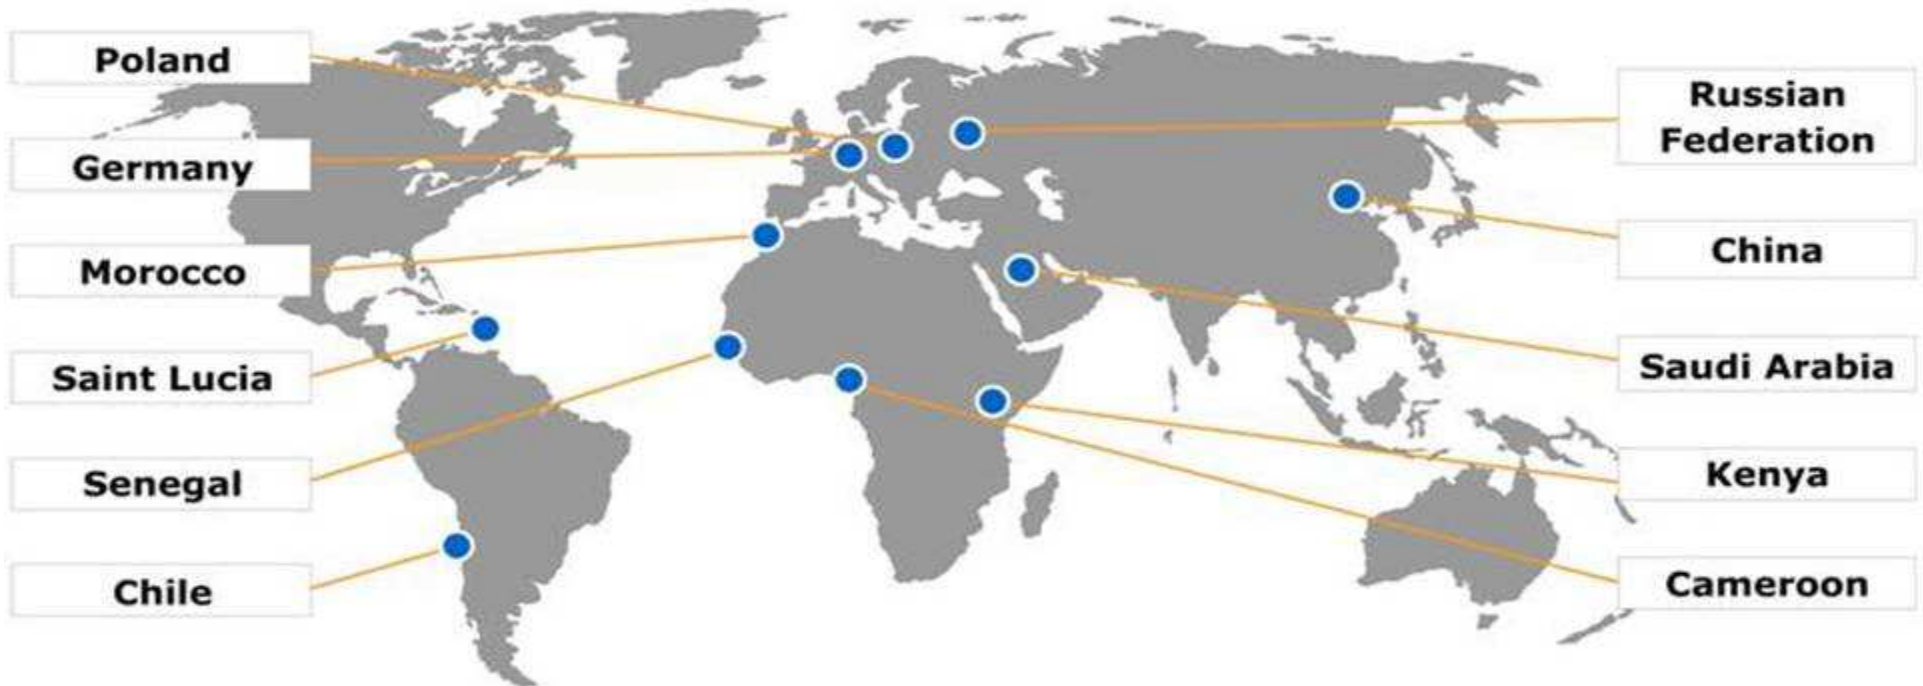 Poland
Germany
Morocco
Saint Lucia
Senegal
Chile
Russian
Federation
China
Saudi Arabia
Kenya
Cameroon